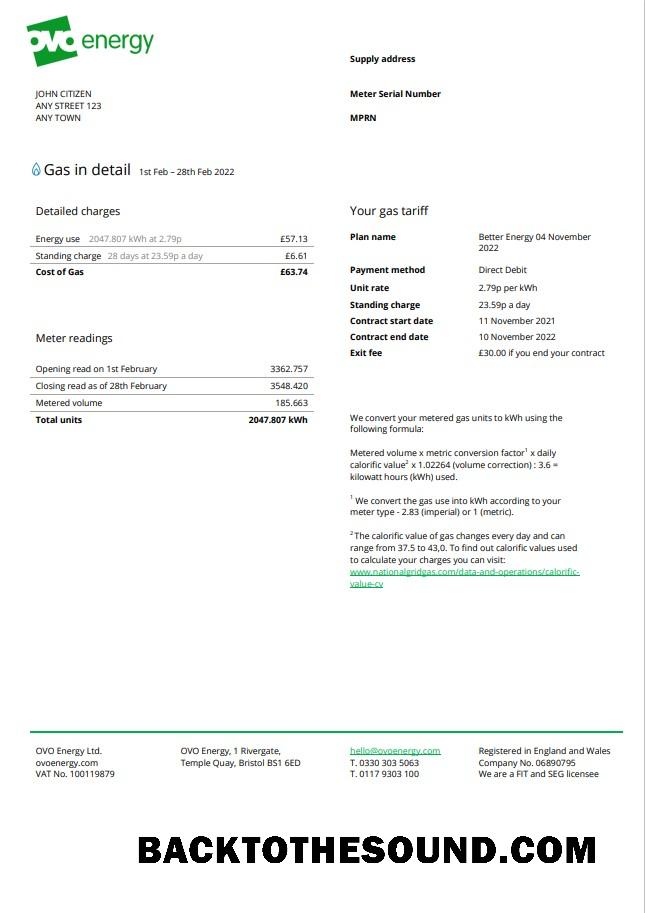 ovo energy
Supply address
JOHN CITIZEN
ANY STREET 123
ANY TOWN
Meter Serial Number
MPRN
Gas in detail 1st Feb – 28th Feb 2022
Detailed charges
Energy use 2047.807 kWh at 2.79p £57.13
Standing charge 28 days at 23.59p a day £6.61
Cost of Gas £63.74
Meter readings
Opening read on 1st February 3362.757
Closing read as of 28th February 3548.420
Metered volume 185.663
Total units 2047.807 kWh
Your gas tariff
Plan name Better Energy 04 November
2022
Payment method Direct Debit
Unit rate 2.79p per kWh
Standing charge 23.59p a day
Contract start date 11 November 2021
Contract end date 10 November 2022
Exit fee £30.00 if you end your contract
We convert your metered gas units to kWh using the
following formula:
Metered volume x metric conversion factor¹ x daily
calorific value² x 1.02264 (volume correction) : 3.6 =
kilowatt hours (kWh) used.
¹ We convert the gas use into kWh according to your
meter type - 2.83 (imperial) or 1 (metric).
² The calorific value of gas changes every day and can
range from 37.5 to 43,0. To find out calorific values used
to calculate your charges you can visit:
www.nationalgridgas.com/data-and-operations/calorific-
value-cv
OVO Energy Ltd.
ovoenergy.com
VAT No. 100119879
OVO Energy, 1 Rivergate,
Temple Quay, Bristol BS1 6ED
hello@ovoenergy.com
T. 0330 303 5063
T. 0117 9303 100
Registered in England and Wales
Company No. 06890795
We are a FIT and SEG licensee
BACKTOTHESOUND.COM